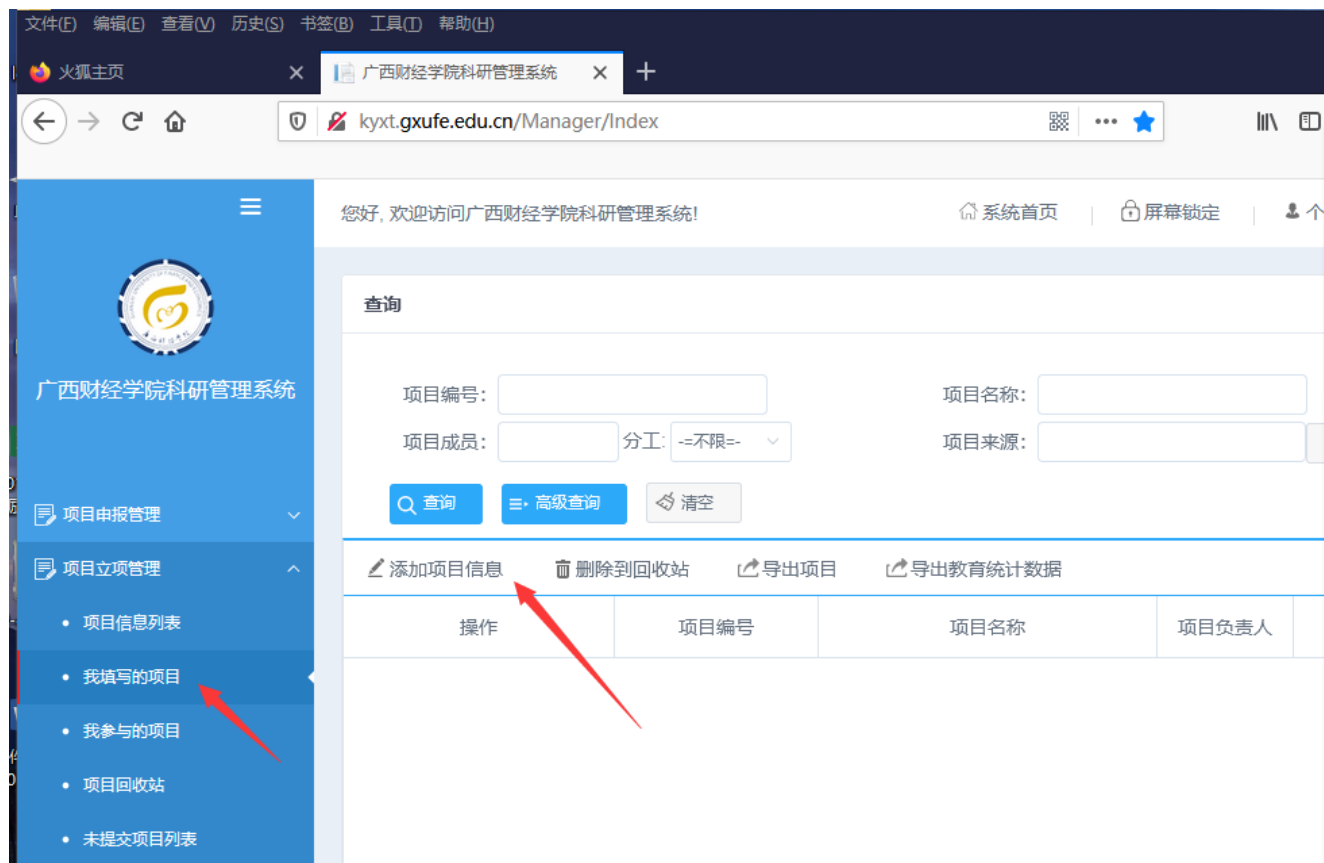 文件(F) 编辑(E) 查看(V) 历史(S) 书签(B) 工具(T) 帮助(H)
火狐主页
广西财经学院科研管理系统
kyxt.gxufe.edu.cn/Manager/Index
您好, 欢迎访问广西财经学院科研管理系统!
系统首页
屏幕锁定
个
广西财经学院科研管理系统
查询
项目编号:
项目名称:
项目成员:
分工: -=不限=-
项目来源:
查询
高级查询
清空
项目申报管理
项目立项管理
项目信息列表
我填写的项目
我参与的项目
项目回收站
未提交项目列表
添加项目信息
删除到回收站
导出项目
导出教育统计数据
操作
项目编号
项目名称
项目负责人